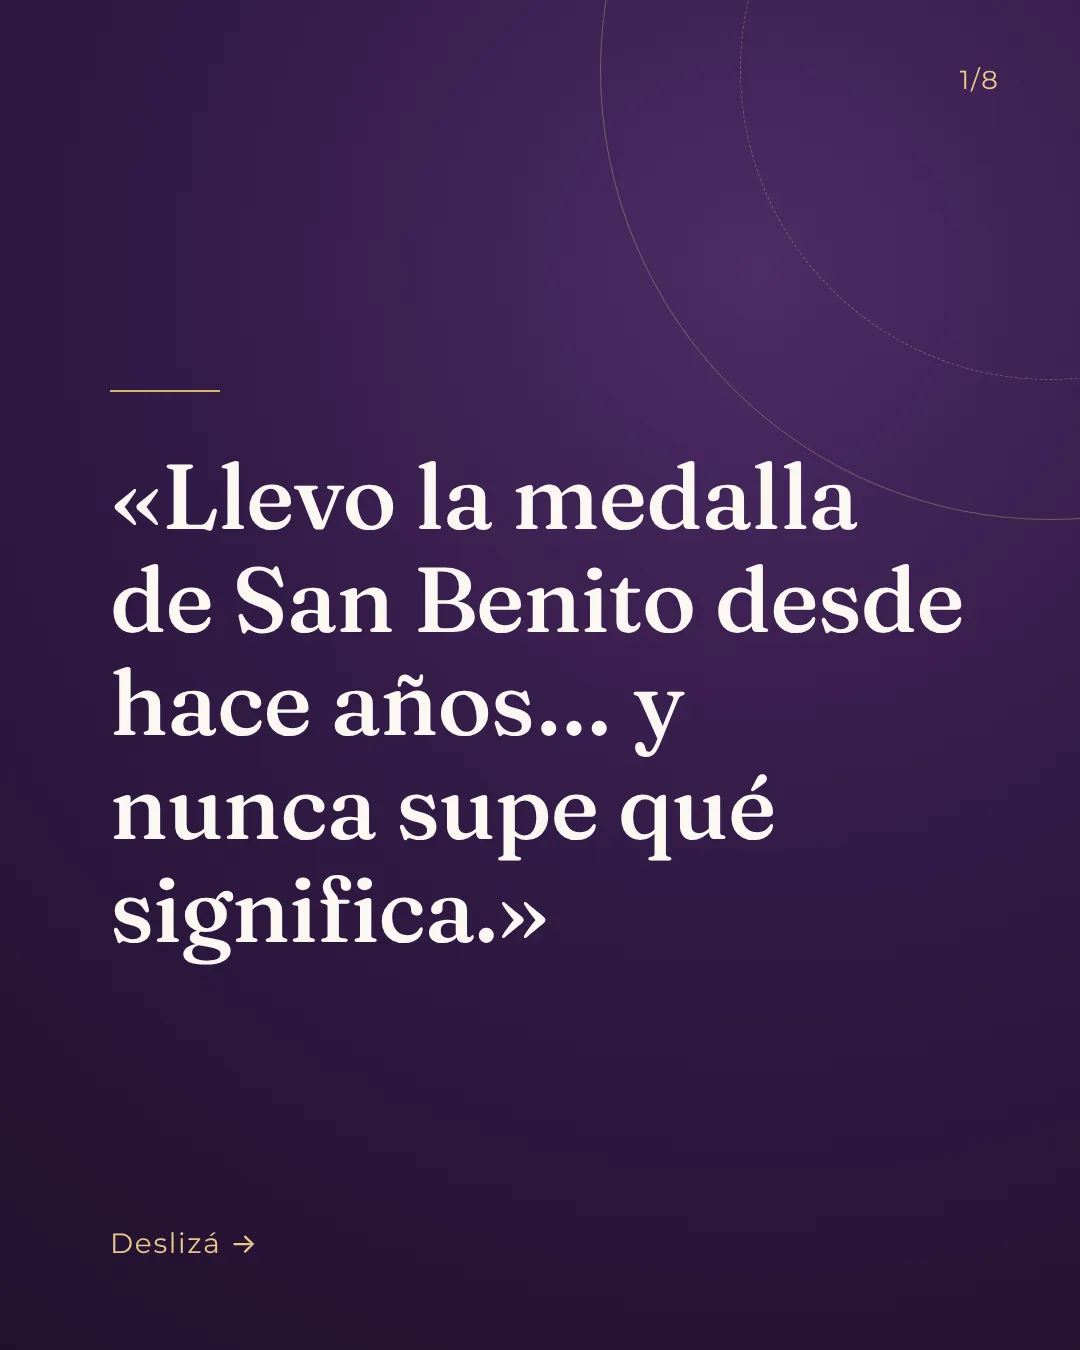 1/8
«Llevo la medalla
de San Benito desde
hace años... y
nunca supe qué
significa.»
Deslizá →